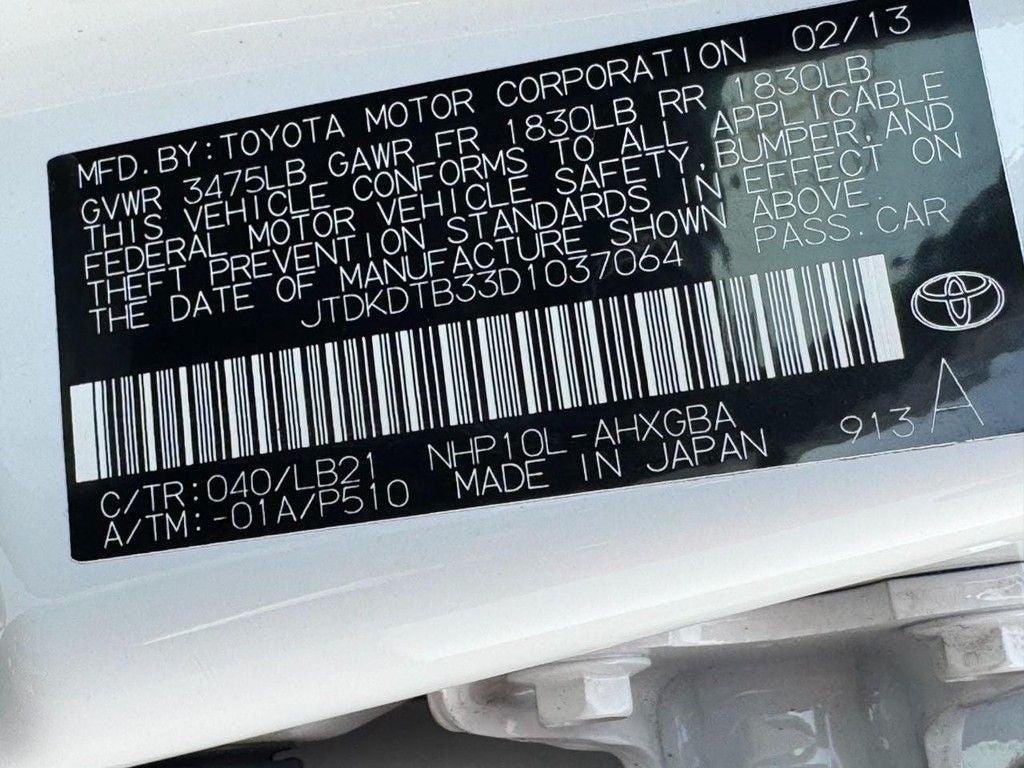 MFD.BY:TOYOTA MOTOR CORPORATION 02/13
GVWR 3475LB GAWR FR 1830LB RR 1830LB
THIS VEHICLE CONFORMS TO ALL APPLICABLE
FEDERAL MOTOR VEHICLE SAFETY,BUMPER,AND
THEFT PREVENTION STANDARDS IN EFFECT ON
THE DATE OF MANUFACTURE SHOWN ABOVE.
JTDKDTB33D1037064 PASS.CAR
C/TR:040/LB21 NHP10L-AHXGBA 913 A
A/TM:-01A/P510 MADE IN JAPAN